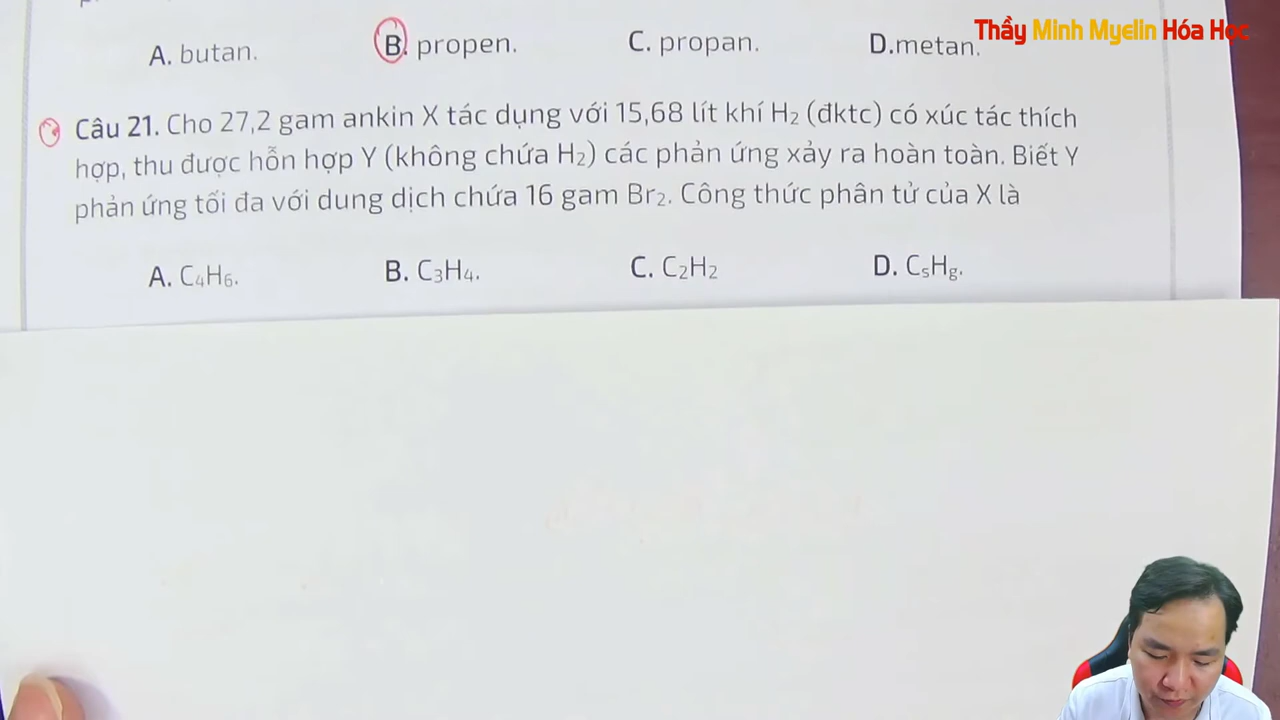 Thầy Minh Myelin Hóa Học
A. butan. B. propen. C. propan. D.metan.
Câu 21. Cho 27,2 gam ankin X tác dụng với 15,68 lít khí H₂ (đktc) có xúc tác thích
hợp, thu được hỗn hợp Y (không chứa H₂) các phản ứng xảy ra hoàn toàn. Biết Y
phản ứng tối đa với dung dịch chứa 16 gam Br₂. Công thức phân tử của X là
A. C₄H₆. B. C₃H₄. C. C₂H₂ D. C₅H₈.